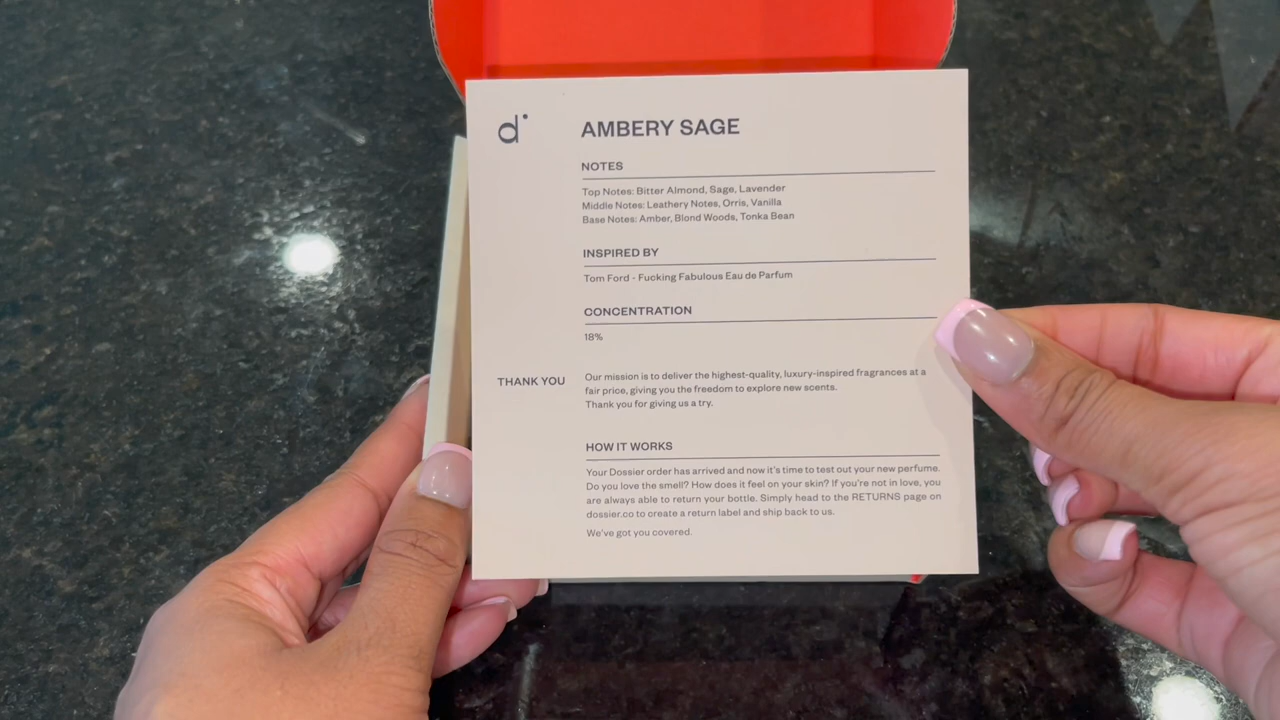 d•
AMBERY SAGE
NOTES
Top Notes: Bitter Almond, Sage, Lavender
Middle Notes: Leathery Notes, Orris, Vanilla
Base Notes: Amber, Blond Woods, Tonka Bean
INSPIRED BY
Tom Ford - Fucking Fabulous Eau de Parfum
CONCENTRATION
18%
THANK YOU
Our mission is to deliver the highest-quality, luxury-inspired fragrances at a
fair price, giving you the freedom to explore new scents.
Thank you for giving us a try.
HOW IT WORKS
Your Dossier order has arrived and now it's time to test out your new perfume.
Do you love the smell? How does it feel on your skin? If you're not in love, you
are always able to return your bottle. Simply head to the RETURNS page on
dossier.co to create a return label and ship back to us.
We've got you covered.